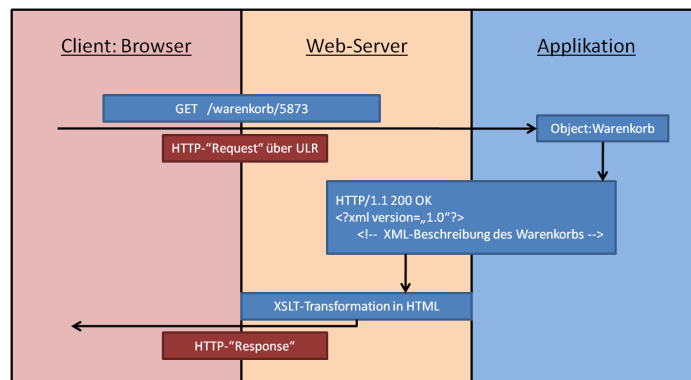 Client: Browser
Web-Server
Applikation
GET /warenkorb/5873
HTTP-“Request“ über ULR
Object:Warenkorb
HTTP/1.1 200 OK
<?xml version=„1.0“?>
<!-- XML-Beschreibung des Warenkorbs -->
XSLT-Transformation in HTML
HTTP-“Response“